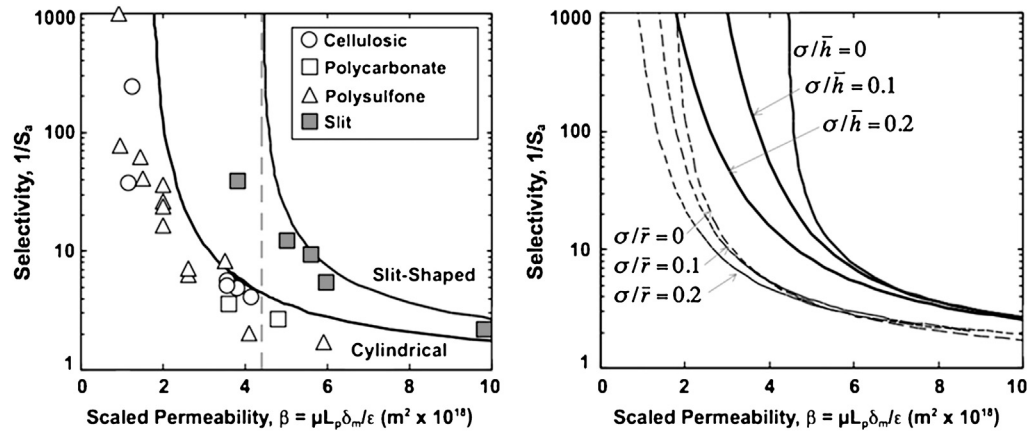 1000
100
10
1
Selectivity, 1/Sₐ
Cellulosic
Polycarbonate
Polysulfone
Slit
Slit-Shaped
Cylindrical
0 2 4 6 8 10
Scaled Permeability, β = μLₚδₘ/ε (m² x 10¹⁸)
1000
100
10
1
Selectivity, 1/Sₐ
σ/h̄ = 0
σ/h̄ = 0.1
σ/h̄ = 0.2
σ/r̄ = 0
σ/r̄ = 0.1
σ/r̄ = 0.2
0 2 4 6 8 10
Scaled Permeability, β = μLₚδₘ/ε (m² x 10¹⁸)